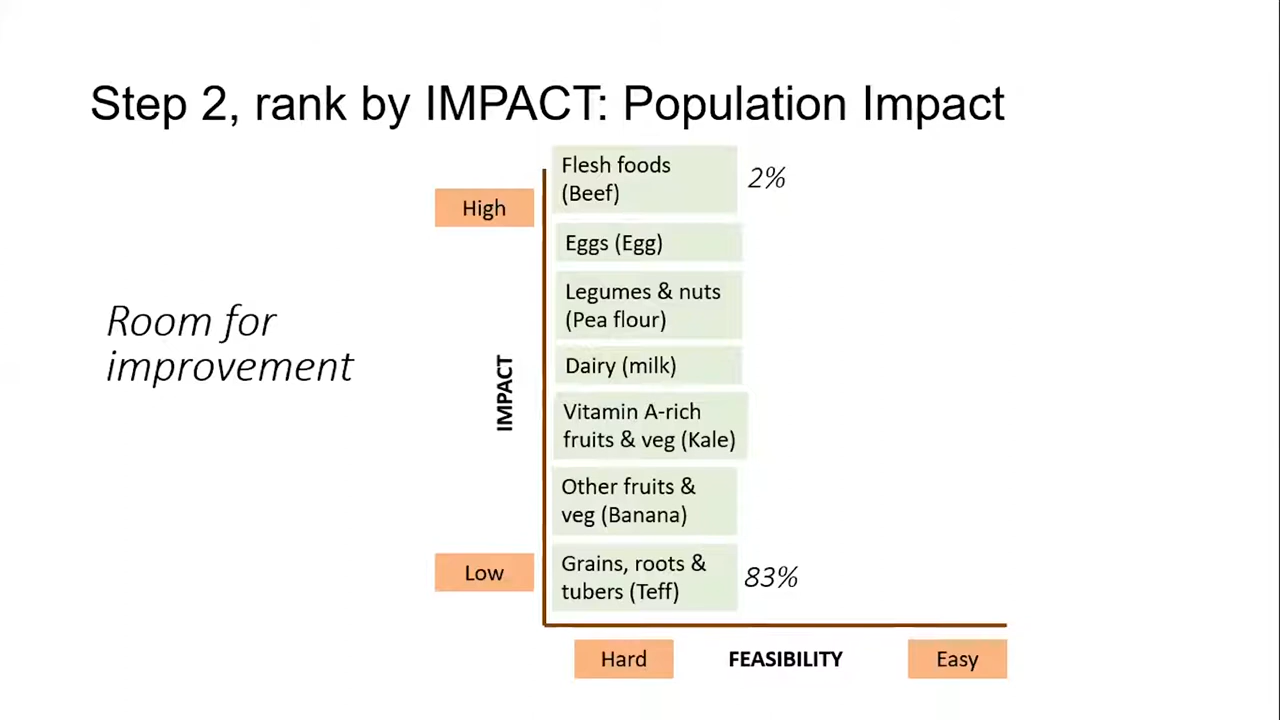 Step 2, rank by IMPACT: Population Impact
Flesh foods
(Beef)
2%
High
Eggs (Egg)
Legumes & nuts
(Pea flour)
Room for
improvement
IMPACT
Dairy (milk)
Vitamin A-rich
fruits & veg (Kale)
Other fruits &
veg (Banana)
Low
Grains, roots &
tubers (Teff)
83%
Hard
FEASIBILITY
Easy